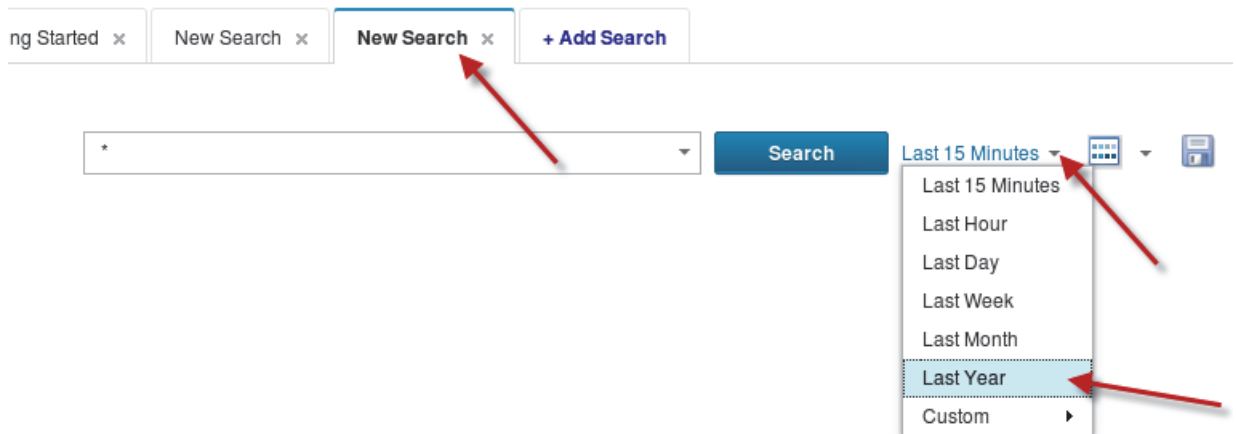 ng Started × New Search × New Search × + Add Search
* Search Last 15 Minutes
Last 15 Minutes
Last Hour
Last Day
Last Week
Last Month
Last Year
Custom